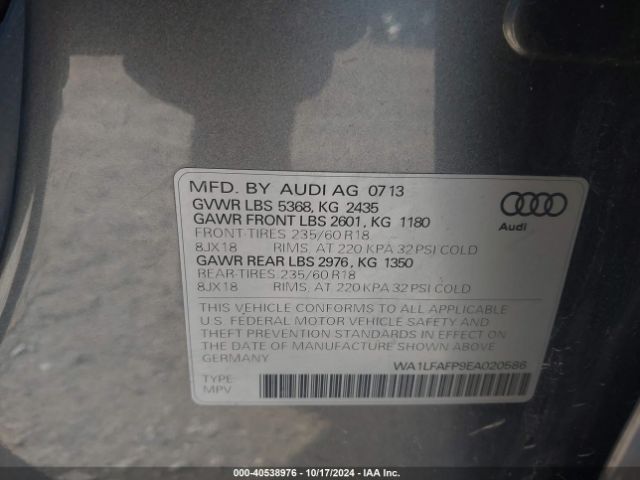 MFD. BY AUDI AG 0713
GVWR LBS 5368, KG 2435
GAWR FRONT LBS 2601, KG 1180
FRONT-TIRES 235/60 R18
8JX18 RIMS, AT 220 KPA 32 PSI COLD
GAWR REAR LBS 2976, KG 1350
REAR-TIRES 235/60 R18
8JX18 RIMS, AT 220 KPA 32 PSI COLD
Audi
THIS VEHICLE CONFORMS TO ALL APPLICABLE
U.S. FEDERAL MOTOR VEHICLE SAFETY AND
THEFT PREVENTION STANDARDS IN EFFECT ON
THE DATE OF MANUFACTURE SHOWN ABOVE.
GERMANY
WA1LFAFP9EA020586
TYPE:
MPV
000-40538976 - 10/17/2024 - IAA Inc.